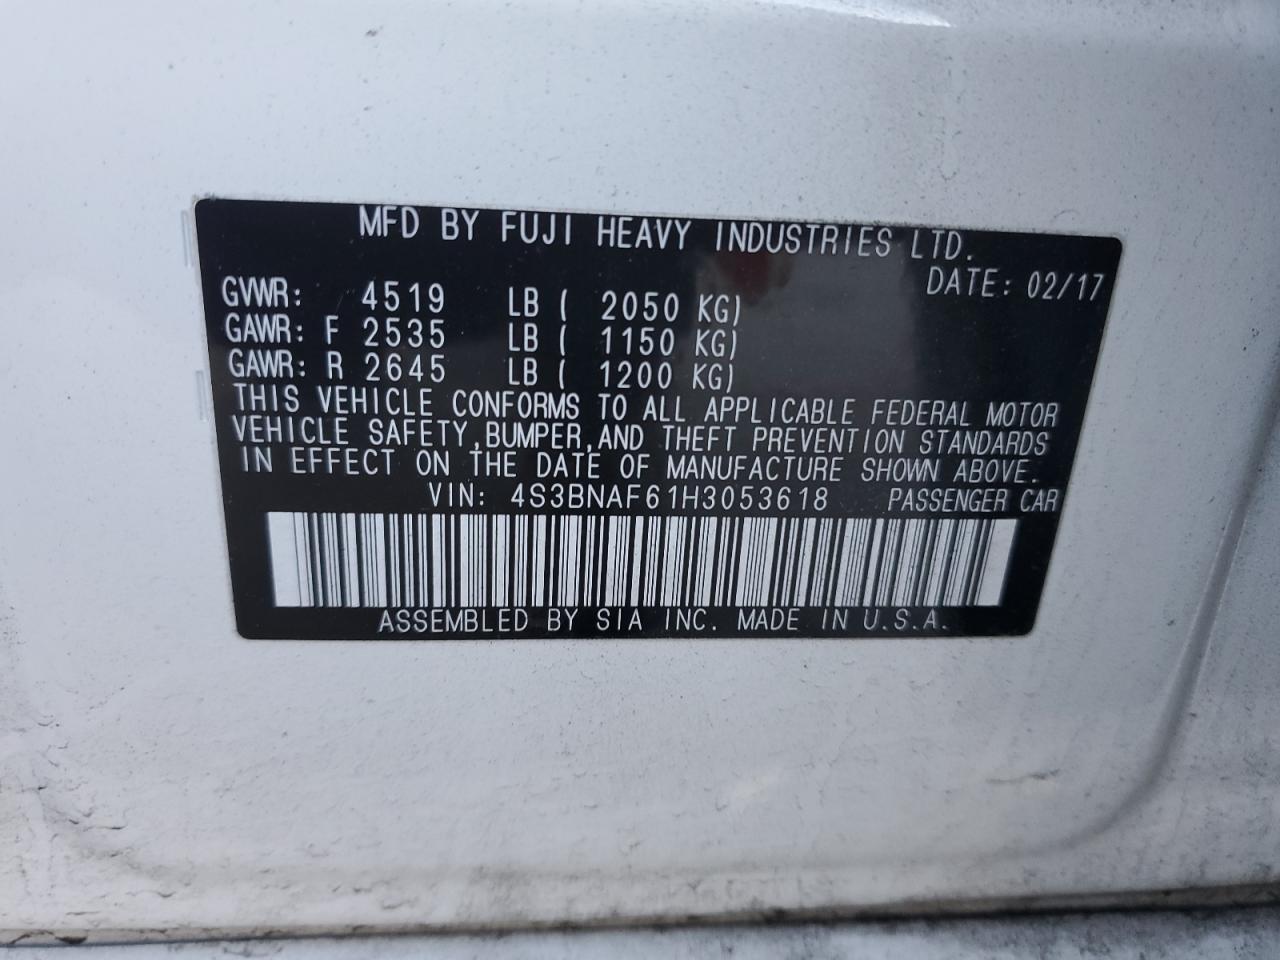 MFD BY FUJI HEAVY INDUSTRIES LTD.
DATE: 02/17
GVWR: 4519 LB ( 2050 KG)
GAWR: F 2535 LB ( 1150 KG)
GAWR: R 2645 LB ( 1200 KG)
THIS VEHICLE CONFORMS TO ALL APPLICABLE FEDERAL MOTOR
VEHICLE SAFETY,BUMPER,AND THEFT PREVENTION STANDARDS
IN EFFECT ON THE DATE OF MANUFACTURE SHOWN ABOVE.
VIN: 4S3BNAF61H3053618 PASSENGER CAR
ASSEMBLED BY SIA INC. MADE IN U.S.A.